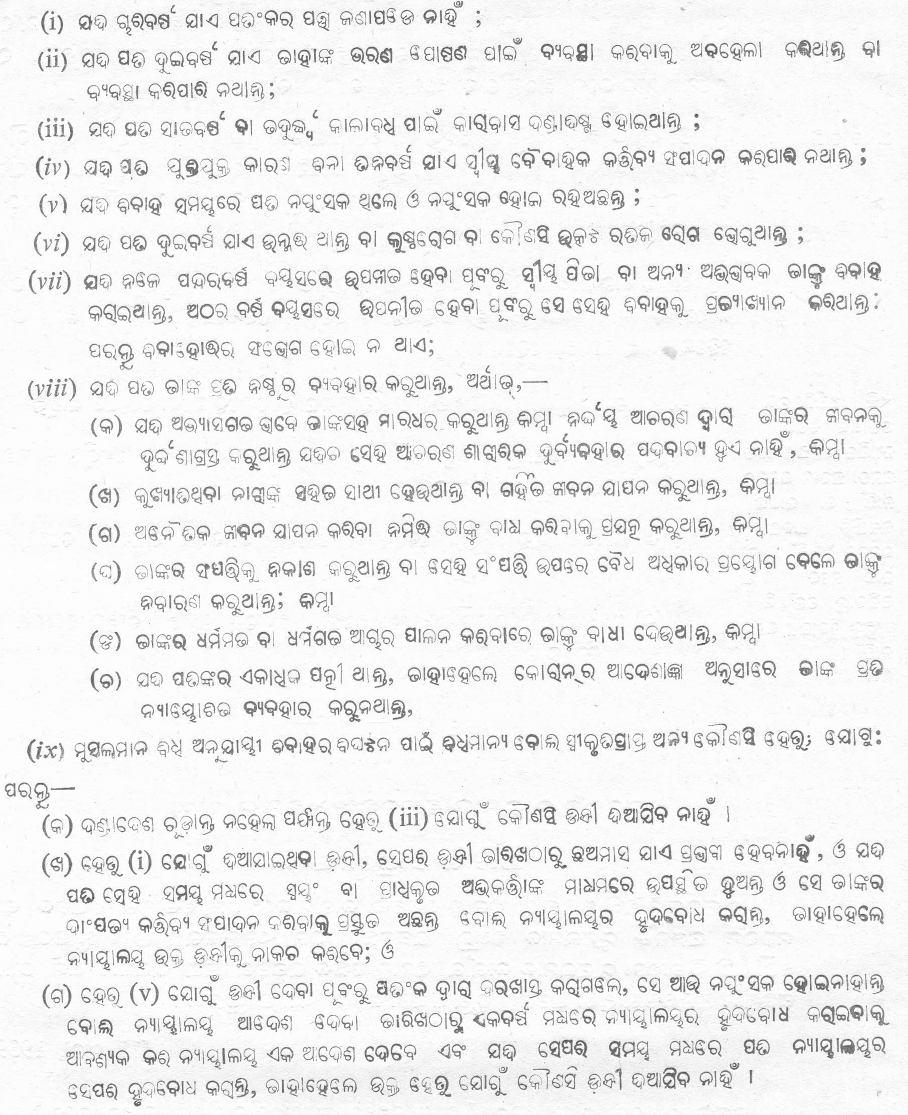 (i) ଯଦି ଚାରିବର୍ଷ ଯାଏ ପତିଂକର ପତ୍ତା ଜଣାପଡେ ନାହିଁ ;
(ii) ଯଦି ପତି ଦୁଇବର୍ଷ ଯାଏ ତାହାଙ୍କ ଭରଣ ପୋଷଣ ପାଇଁ ବ୍ୟବସ୍ଥା କରିବାକୁ ଅବହେଳା କରିଥାନ୍ତି ବା
ବ୍ୟବସ୍ଥା କରିପାରି ନଥାନ୍ତି ;
(iii) ଯଦି ପତି ସାତବର୍ଷ ବା ତଦୁର୍ଦ୍ଧ୍ୱ କାଳାବଧି ପାଇଁ କାରାବାସ ଦଣ୍ଡାଦିଷ୍ଟ ହୋଇଥାନ୍ତି ;
(iv) ଯଦି ପତି ଯୁକ୍ତିଯୁକ୍ତ କାରଣ ବିନା ତିନିବର୍ଷ ଯାଏ ସ୍ୱୀୟ ବୈବାହିକ କର୍ତ୍ତବ୍ୟ ସଂପାଦନ କରିପାରି ନଥାନ୍ତି ;
(v) ଯଦି ବିବାହ ସମୟରେ ପତି ନପୁଂସକ ଥିଲେ ଓ ନପୁଂସକ ହୋଇ ରହିଅଛନ୍ତି ;
(vi) ଯଦି ପତି ଦୁଇବର୍ଷ ଯାଏ ଉନ୍ମତ୍ତ ଥାନ୍ତି ବା କୁଷ୍ଠରୋଗ ବା କୌଣସି ଉତ୍କଟ ରତିଜ ରୋଗ ଭୋଗୁଥାନ୍ତି ;
(vii) ଯଦି ନିଜେ ପନ୍ଦରବର୍ଷ ବୟସରେ ଉପନୀତ ହେବା ପୂର୍ବରୁ ସ୍ୱୀୟ ପିତା ବା ଅନ୍ୟ ଅଭିଭାବକ ତାଙ୍କୁ ବିବାହ
କରାଇଥାନ୍ତି, ଅଠର ବର୍ଷ ବୟସରେ ଉପନୀତ ହେବା ପୂର୍ବରୁ ସେ ସେହି ବିବାହକୁ ପ୍ରତ୍ୟାଖ୍ୟାନ କରିଥାନ୍ତି :
ପରନ୍ତୁ ବିବାହୋତ୍ତର ସଂଭୋଗ ହୋଇ ନ ଥାଏ;
(viii) ଯଦି ପତି ତାଙ୍କ ପ୍ରତି ନିଷ୍ଠୁର ବ୍ୟବହାର କରୁଥାନ୍ତି, ଅର୍ଥାତ୍,—
(କ) ଯଦି ଅଭ୍ୟାସଗତ ଭାବେ ତାଙ୍କସହ ମାରଧର କରୁଥାନ୍ତି କିମ୍ବା ନିର୍ଦ୍ଦୟ ଆଚରଣ ଦ୍ୱାରା ତାଙ୍କର ଜୀବନକୁ
ଦୁର୍ଦ୍ଦଶାଗ୍ରସ୍ତ କରୁଥାନ୍ତି ଯଦିଚ ସେହି ଆଚରଣ ଶାରୀରିକ ଦୁର୍ବ୍ୟବହାର ପଦବାଚ୍ୟ ହୁଏ ନାହିଁ, କିମ୍ବା
(ଖ) କୁଖ୍ୟାତିଥିବା ନାରୀଙ୍କ ସହିତ ସାଥୀ ହେଉଥାନ୍ତି ବା ଗର୍ହିତ ଜୀବନ ଯାପନ କରୁଥାନ୍ତି, କିମ୍ବା
(ଗ) ଅନୈତିକ ଜୀବନ ଯାପନ କରିବା ନିମିତ୍ତ ତାଙ୍କୁ ବାଧ୍ୟ କରିବାକୁ ପ୍ରଯତ୍ନ କରୁଥାନ୍ତି, କିମ୍ବା
(ଘ) ତାଙ୍କର ସଂପତ୍ତିକୁ ନିକାଶ କରୁଥାନ୍ତି ବା ସେହି ସଂପତ୍ତି ଉପରେ ବୈଧ ଅଧିକାର ପ୍ରୟୋଗ ବେଳେ ତାଙ୍କୁ
ନିବାରଣ କରୁଥାନ୍ତି; କିମ୍ବା
(ଙ) ତାଙ୍କର ଧର୍ମମତ ବା ଧର୍ମଗତ ଆଚାର ପାଳନ କରିବାରେ ତାଙ୍କୁ ବାଧା ଦେଉଥାନ୍ତି, କିମ୍ବା
(ଚ) ଯଦି ପତିଙ୍କର ଏକାଧିକ ପତ୍ନୀ ଥାନ୍ତି, ତାହାହେଲେ କୋରାନ୍‌ର ଆଦେଶାଜ୍ଞା ଅନୁସାରେ ତାଙ୍କ ପ୍ରତି
ନ୍ୟାୟୋଚିତ ବ୍ୟବହାର କରୁନଥାନ୍ତି,
(ix) ମୁସଲମାନ ବିଧି ଅନୁଯାୟୀ ବିବାହର ବିଘଟନ ପାଇଁ ବିଧିମାନ୍ୟ ବୋଲି ସ୍ୱୀକୃତିପ୍ରାପ୍ତ ଅନ୍ୟ କୌଣସି ହେତୁ; ଯୋଗୁ:
ପରନ୍ତୁ—
(କ) ଦଣ୍ଡାଦେଶ ଚୂଡ଼ାନ୍ତ ନହେଲା ପର୍ଯ୍ୟନ୍ତ ହେତୁ (iii) ଯୋଗୁଁ କୌଣସି ଡିକ୍ରୀ ଦିଆଯିବ ନାହିଁ ।
(ଖ) ହେତୁ (i) ଯୋଗୁଁ ଦିଆଯାଇଥିବା ଡିକ୍ରୀ, ସେପରି ଡିକ୍ରୀ ତାରିଖଠାରୁ ଛଅମାସ ଯାଏ ପ୍ରଭାବୀ ହେବନାହିଁ, ଓ ଯଦି
ପତି ସେହି ସମୟ ମଧ୍ୟରେ ସ୍ୱୟଂ ବା ପ୍ରାଧିକୃତ ଅଭିକର୍ତ୍ତାଙ୍କ ମାଧ୍ୟମରେ ଉପସ୍ଥିତ ହୁଅନ୍ତି ଓ ସେ ତାଙ୍କର
ଦାଂପତ୍ୟ କର୍ତ୍ତବ୍ୟ ସଂପାଦନ କରିବାକୁ ପ୍ରସ୍ତୁତ ଅଛନ୍ତି ବୋଲି ନ୍ୟାୟାଳୟର ହୃଦବୋଧ କରାନ୍ତି, ତାହାହେଲେ
ନ୍ୟାୟାଳୟ ଉକ୍ତ ଡିକ୍ରୀକୁ ନାକଚ କରିବେ; ଓ
(ଗ) ହେତୁ (v) ଯୋଗୁଁ ଡିକ୍ରୀ ଦେବା ପୂର୍ବରୁ ପତିଂକ ଦ୍ୱାରା ଦରଖାସ୍ତ କରାଗଲେ, ସେ ଆଉ ନପୁଂସକ ହୋଇନାହାନ୍ତି
ବୋଲି ନ୍ୟାୟାଳୟ ଆଦେଶ ଦେବା ତାରିଖଠାରୁ ଏକବର୍ଷ ମଧ୍ୟରେ ନ୍ୟାୟାଳୟର ହୃଦବୋଧ କରାଇବାକୁ
ଆବଶ୍ୟକ କରି ନ୍ୟାୟାଳୟ ଏକ ଆଦେଶ ଦେବେ ଏବଂ ଯଦି ସେପରି ସମୟ ମଧ୍ୟରେ ପତି ନ୍ୟାୟାଳୟର
ସେପରି ହୃଦବୋଧ କରାନ୍ତି, ତାହାହେଲେ ଉକ୍ତ ହେତୁ ଯୋଗୁଁ କୌଣସି ଡିକ୍ରୀ ଦିଆଯିବ ନାହିଁ ।